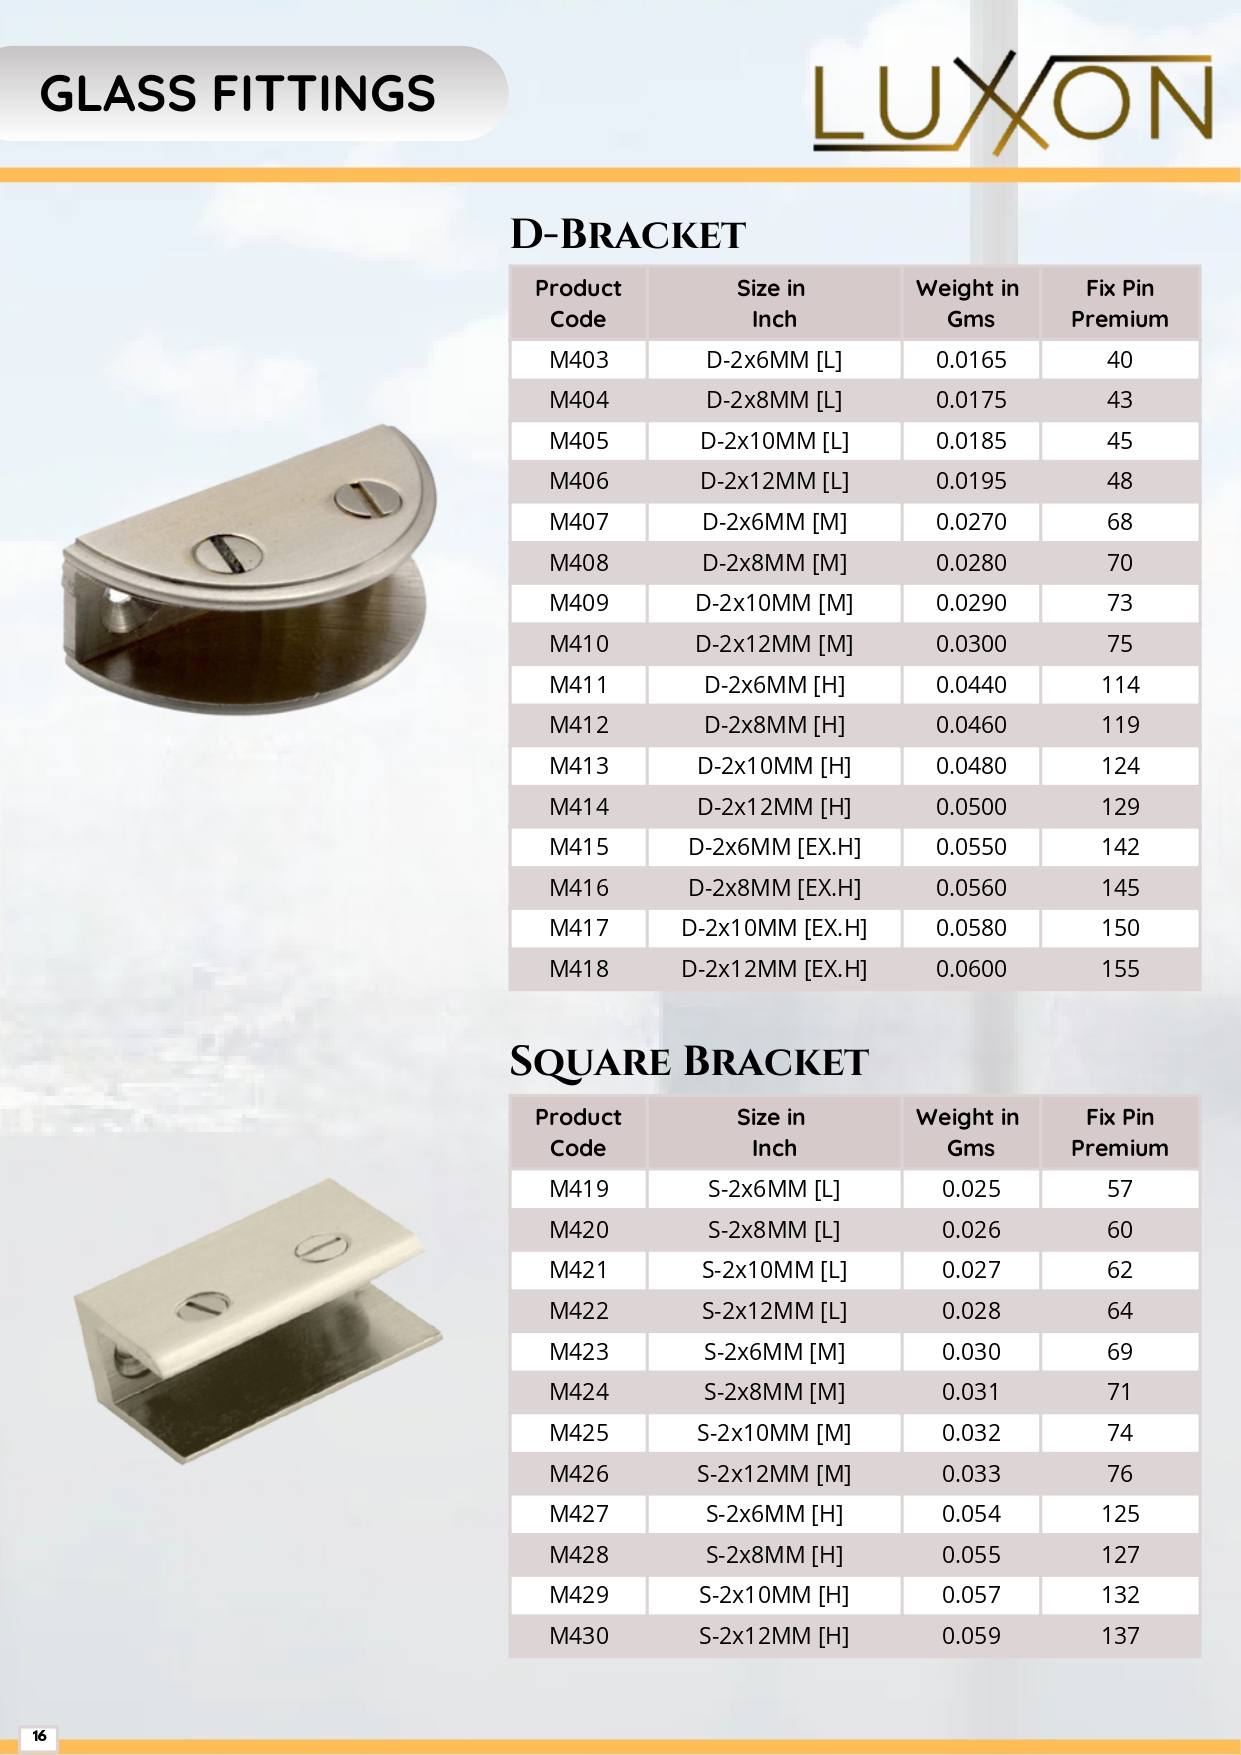 GLASS FITTINGS
LUXXON
D-Bracket
Product Code Size in Inch Weight in Gms Fix Pin Premium
M403 D-2x6MM [L] 0.0165 40
M404 D-2x8MM [L] 0.0175 43
M405 D-2x10MM [L] 0.0185 45
M406 D-2x12MM [L] 0.0195 48
M407 D-2x6MM [M] 0.0270 68
M408 D-2x8MM [M] 0.0280 70
M409 D-2x10MM [M] 0.0290 73
M410 D-2x12MM [M] 0.0300 75
M411 D-2x6MM [H] 0.0440 114
M412 D-2x8MM [H] 0.0460 119
M413 D-2x10MM [H] 0.0480 124
M414 D-2x12MM [H] 0.0500 129
M415 D-2x6MM [EX.H] 0.0550 142
M416 D-2x8MM [EX.H] 0.0560 145
M417 D-2x10MM [EX.H] 0.0580 150
M418 D-2x12MM [EX.H] 0.0600 155
Square Bracket
Product Code Size in Inch Weight in Gms Fix Pin Premium
M419 S-2x6MM [L] 0.025 57
M420 S-2x8MM [L] 0.026 60
M421 S-2x10MM [L] 0.027 62
M422 S-2x12MM [L] 0.028 64
M423 S-2x6MM [M] 0.030 69
M424 S-2x8MM [M] 0.031 71
M425 S-2x10MM [M] 0.032 74
M426 S-2x12MM [M] 0.033 76
M427 S-2x6MM [H] 0.054 125
M428 S-2x8MM [H] 0.055 127
M429 S-2x10MM [H] 0.057 132
M430 S-2x12MM [H] 0.059 137
16